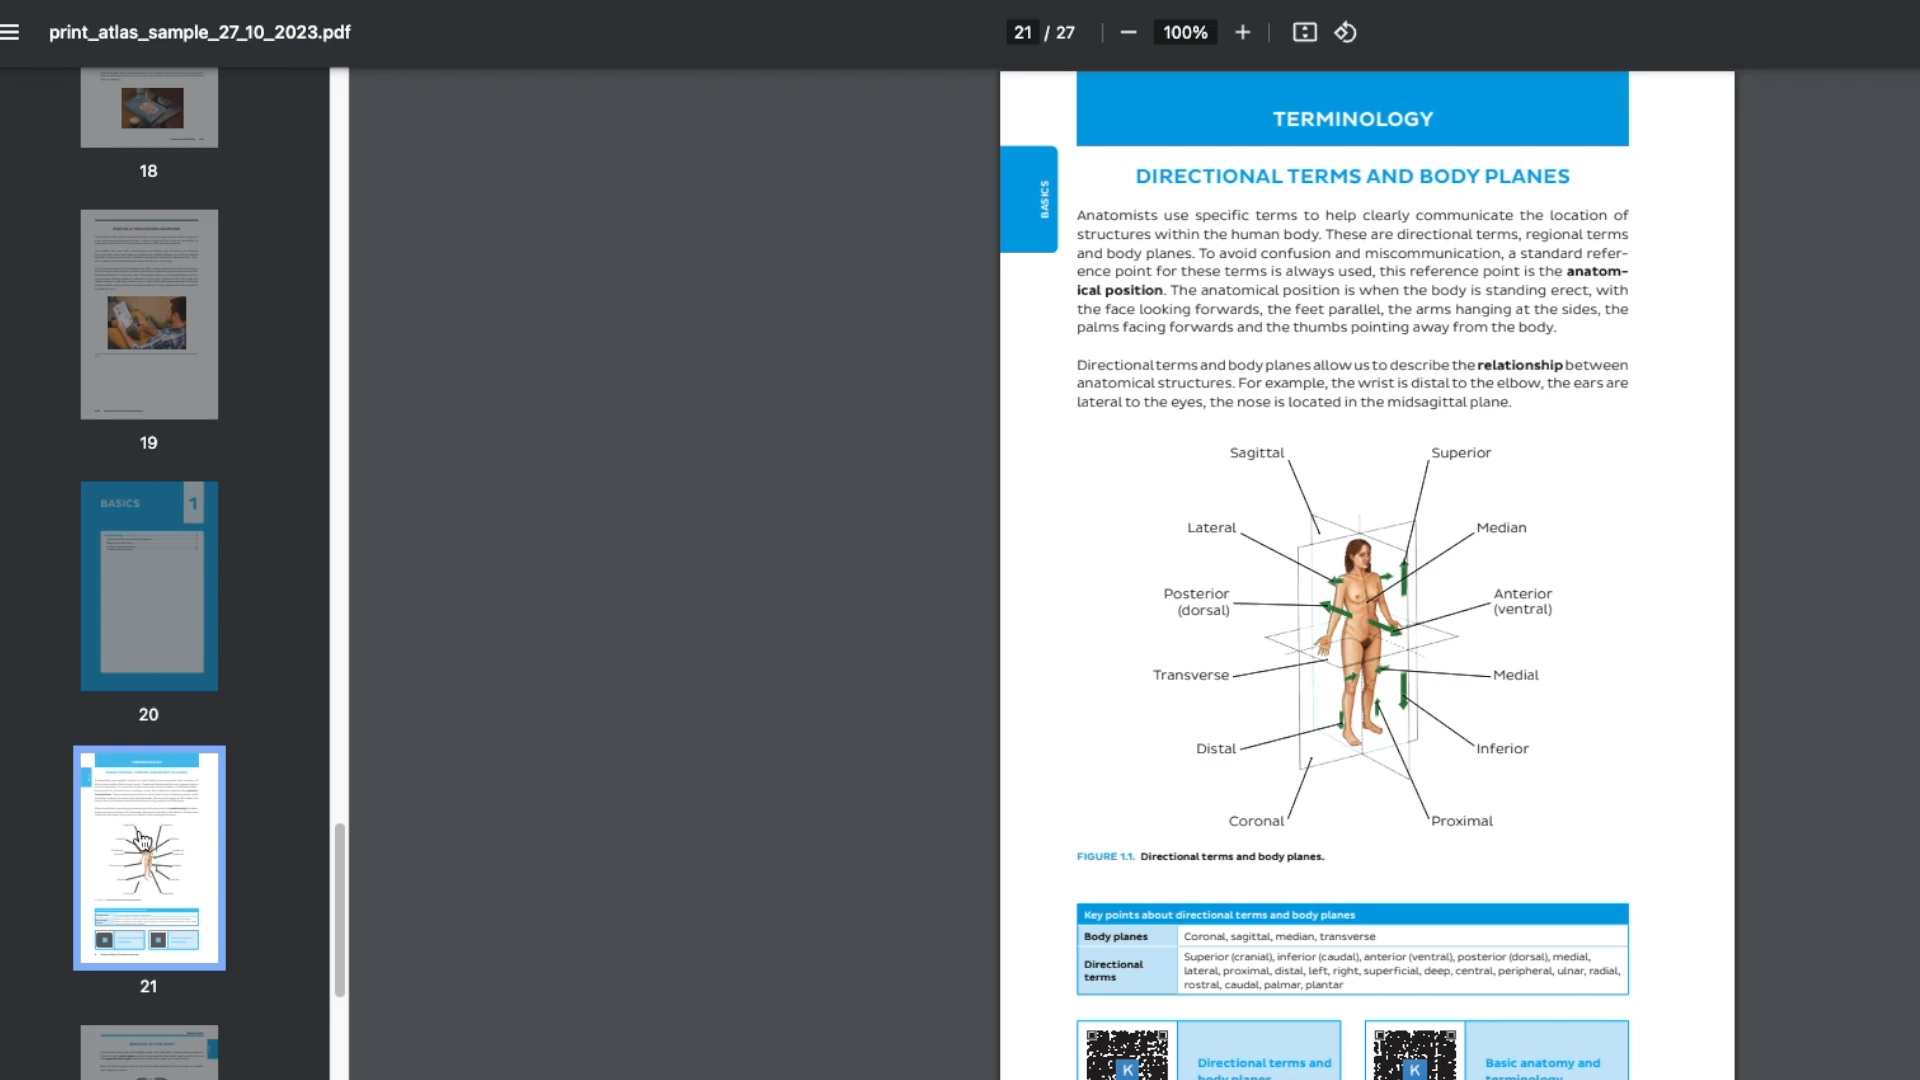 print_atlas_sample_27_10_2023.pdf
21 / 27
100%
18
19
BASICS
1
20
21
TERMINOLOGY
BASICS
DIRECTIONAL TERMS AND BODY PLANES
Anatomists use specific terms to help clearly communicate the location of
structures within the human body. These are directional terms, regional terms
and body planes. To avoid confusion and miscommunication, a standard refer-
ence point for these terms is always used, this reference point is the anatom-
ical position. The anatomical position is when the body is standing erect, with
the face looking forwards, the feet parallel, the arms hanging at the sides, the
palms facing forwards and the thumbs pointing away from the body.
Directional terms and body planes allow us to describe the relationship between
anatomical structures. For example, the wrist is distal to the elbow, the ears are
lateral to the eyes, the nose is located in the midsagittal plane.
Sagittal
Superior
Lateral
Median
Posterior
(dorsal)
Anterior
(ventral)
Transverse
Medial
Distal
Inferior
Coronal
Proximal
FIGURE 1.1. Directional terms and body planes.
Key points about directional terms and body planes
Body planes
Coronal, sagittal, median, transverse
Directional
terms
Superior (cranial), inferior (caudal), anterior (ventral), posterior (dorsal), medial,
lateral, proximal, distal, left, right, superficial, deep, central, peripheral, ulnar, radial,
rostral, caudal, palmar, plantar
K
Directional terms and
body planes
K
Basic anatomy and
terminology